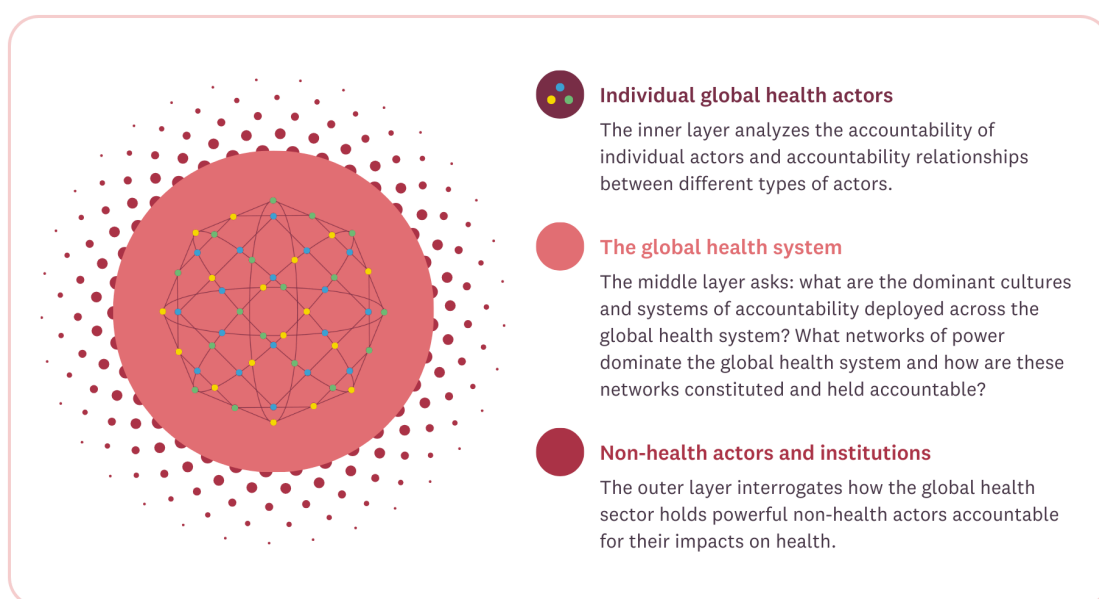 Individual global health actors
The inner layer analyzes the accountability of
individual actors and accountability relationships
between different types of actors.
The global health system
The middle layer asks: what are the dominant cultures
and systems of accountability deployed across the
global health system? What networks of power
dominate the global health system and how are these
networks constituted and held accountable?
Non-health actors and institutions
The outer layer interrogates how the global health
sector holds powerful non-health actors accountable
for their impacts on health.